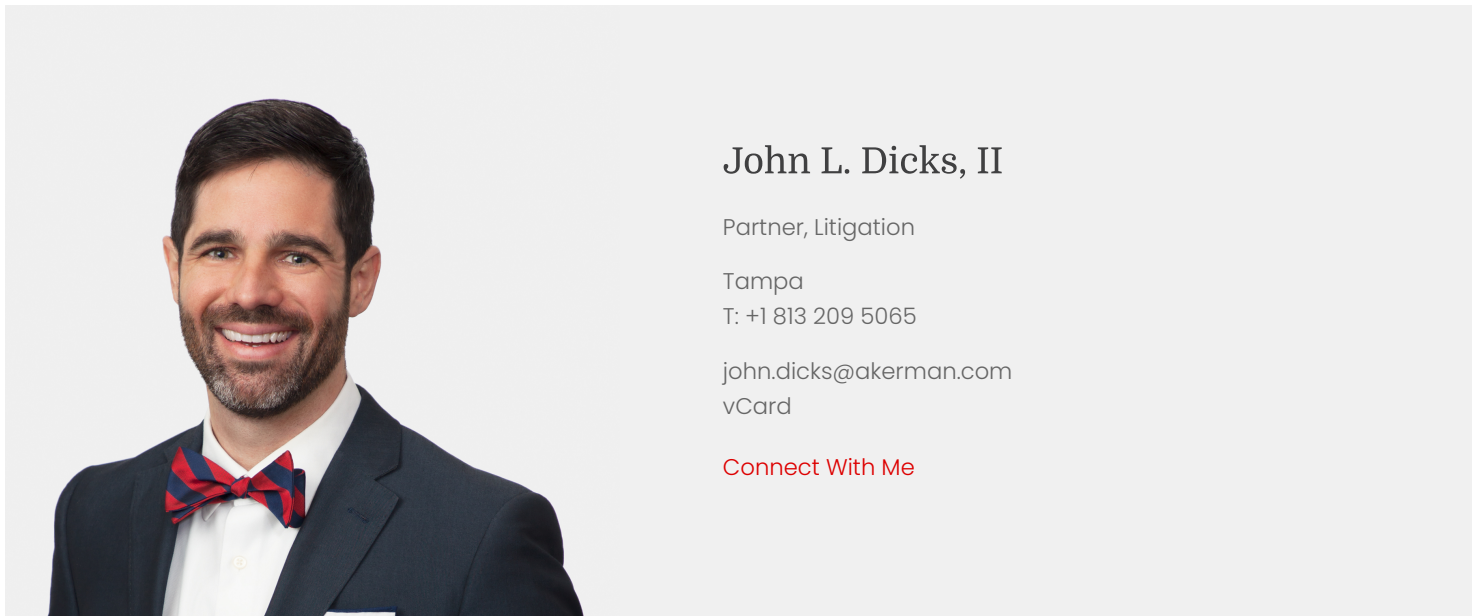 John L. Dicks, II
Partner, Litigation
Tampa
T: +1 813 209 5065
john.dicks@akerman.com
vCard
Connect With Me